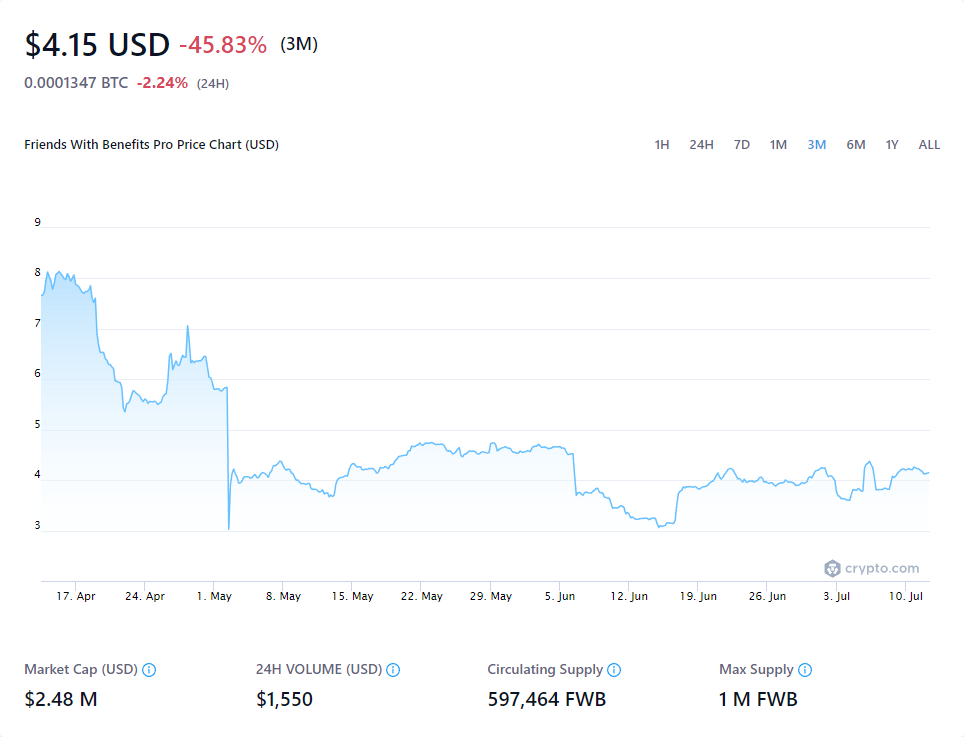 $4.15 USD -45.83% (3M)
0.0001347 BTC -2.24% (24H)
Friends With Benefits Pro Price Chart (USD) 1H 24H 7D 1M 3M 6M 1Y ALL
9
8
7
6
5
4
3
crypto.com
17. Apr 24. Apr 1. May 8. May 15. May 22. May 29. May 5. Jun 12. Jun 19. Jun 26. Jun 3. Jul 10. Jul
Market Cap (USD) 24H VOLUME (USD) Circulating Supply Max Supply
$2.48 M $1,550 597,464 FWB 1 M FWB